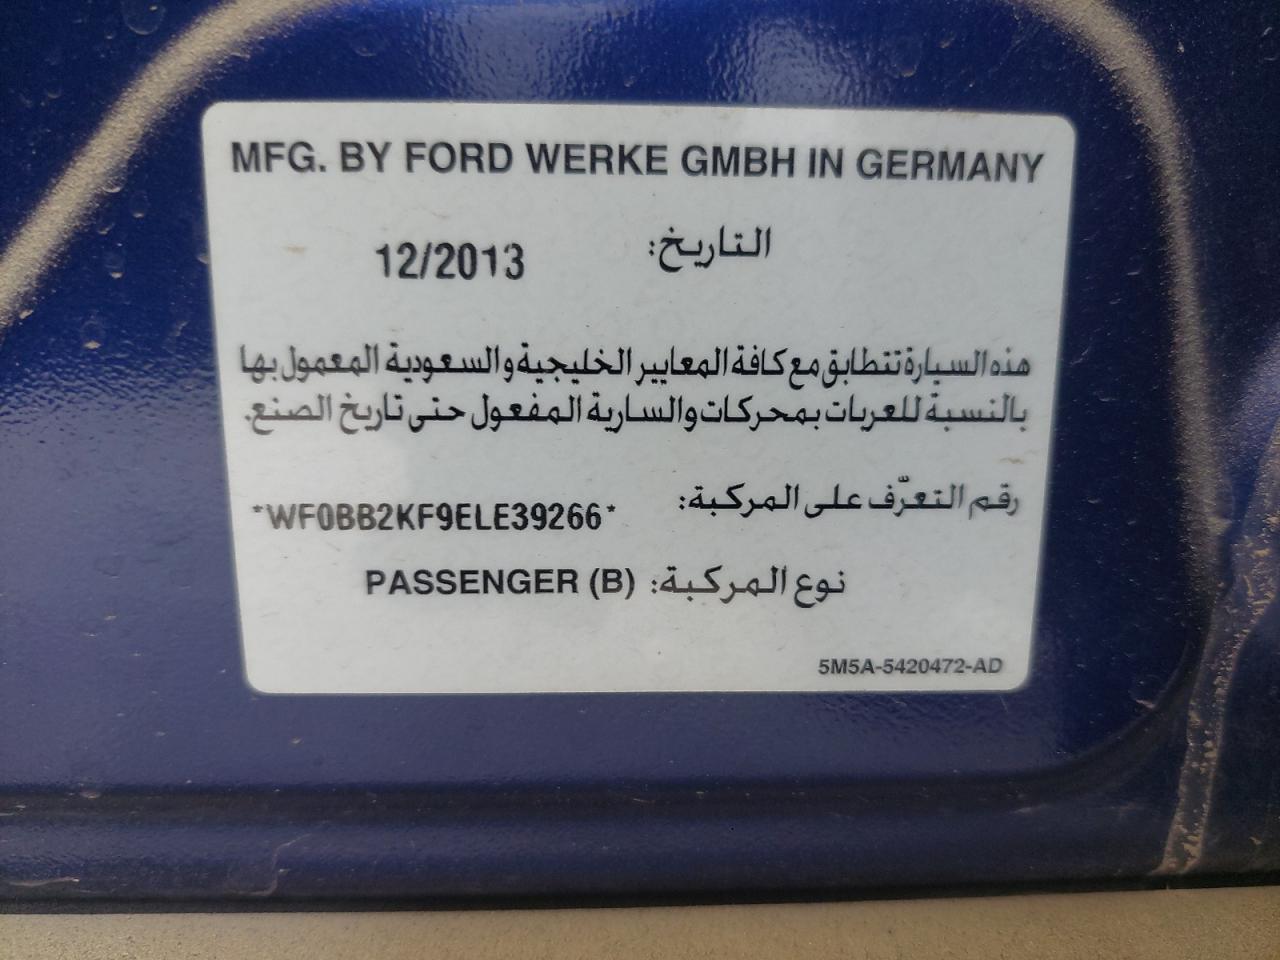 MFG. BY FORD WERKE GMBH IN GERMANY
التاريخ: 12/2013
هذه السيارة تتطابق مع كافة المعايير الخليجية والسعودية المعمول بها
بالنسبة للعربات بمحركات والسارية المفعول حتى تاريخ الصنع.
رقم التعرّف على المركبة: *WF0BB2KF9ELE39266*
نوع المركبة: PASSENGER (B)
5M5A-5420472-AD